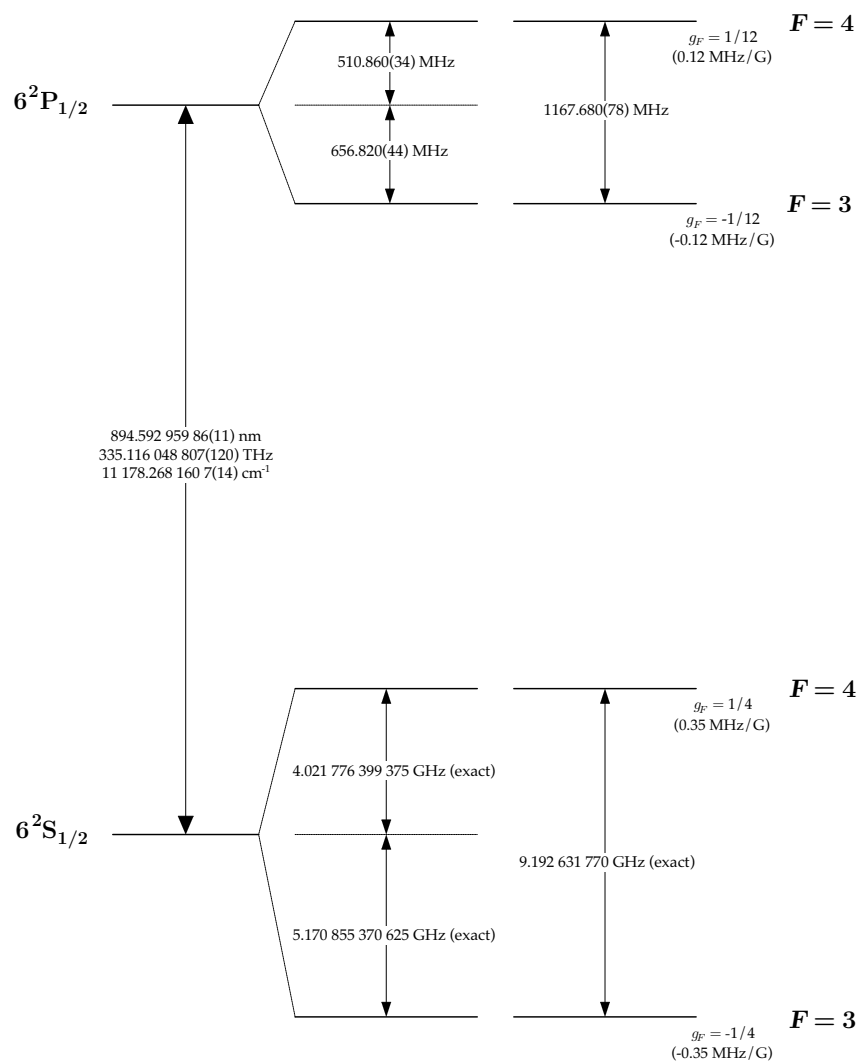 F = 4
g_F = 1/12
(0.12 MHz/G)
510.860(34) MHz
6²P₁/₂
1167.680(78) MHz
656.820(44) MHz
F = 3
g_F = -1/12
(-0.12 MHz/G)
894.592 959 86(11) nm
335.116 048 807(120) THz
11 178.268 160 7(14) cm⁻¹
F = 4
g_F = 1/4
(0.35 MHz/G)
4.021 776 399 375 GHz (exact)
6²S₁/₂
9.192 631 770 GHz (exact)
5.170 855 370 625 GHz (exact)
F = 3
g_F = -1/4
(-0.35 MHz/G)